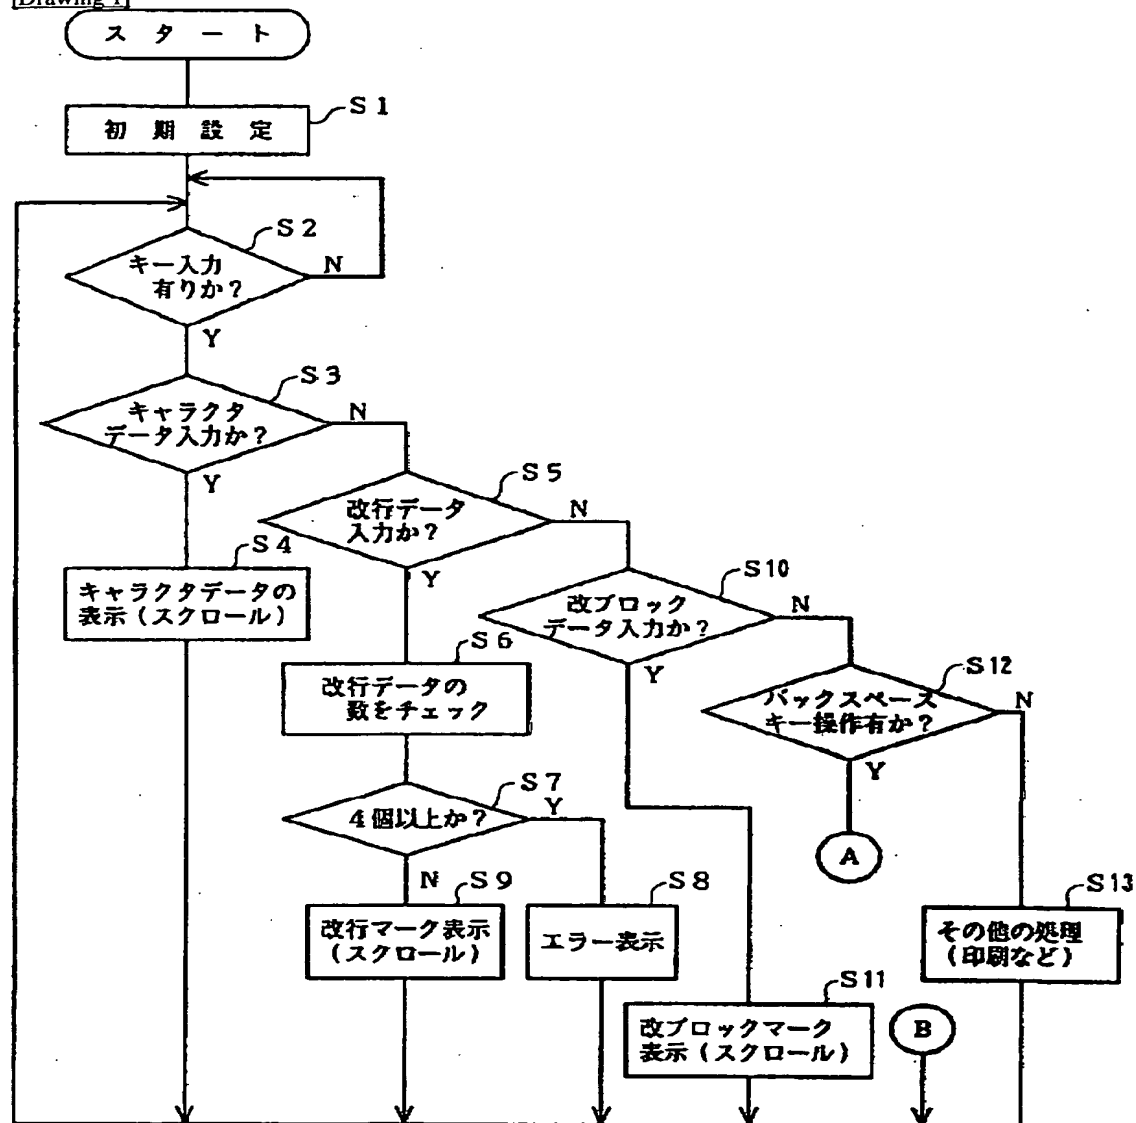 [Drawing 1]
スタート
S1
初期設定
S2
キー入力
有りか?
N
Y
S3
キャラクタ
データ入力か?
N
Y
S4
キャラクタデータの
表示(スクロール)
S5
改行データ
入力か?
N
Y
S6
改行データの
数をチェック
S7
4個以上か?
Y
N
S9
改行マーク表示
(スクロール)
S8
エラー表示
S10
改ブロック
データ入力か?
N
Y
S11
改ブロックマーク
表示(スクロール)
S12
バックスペース
キー操作有か?
N
Y
A
S13
その他の処理
(印刷など)
B